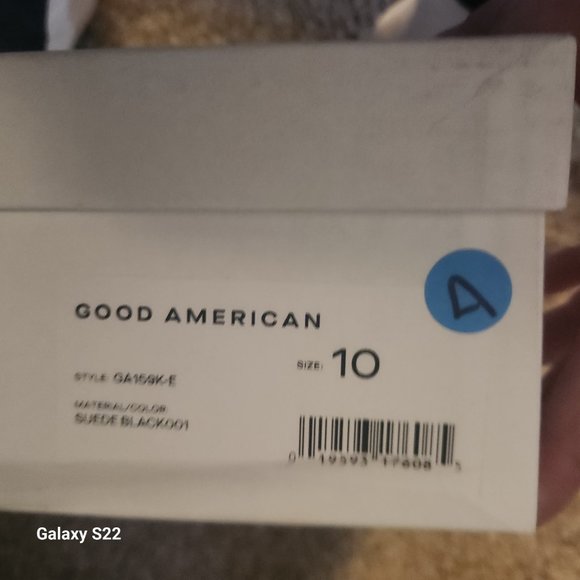 GOOD AMERICAN
SIZE: 10
STYLE: GA159K-E
MATERIAL/COLOR:
SUEDE BLACK001
Galaxy S22